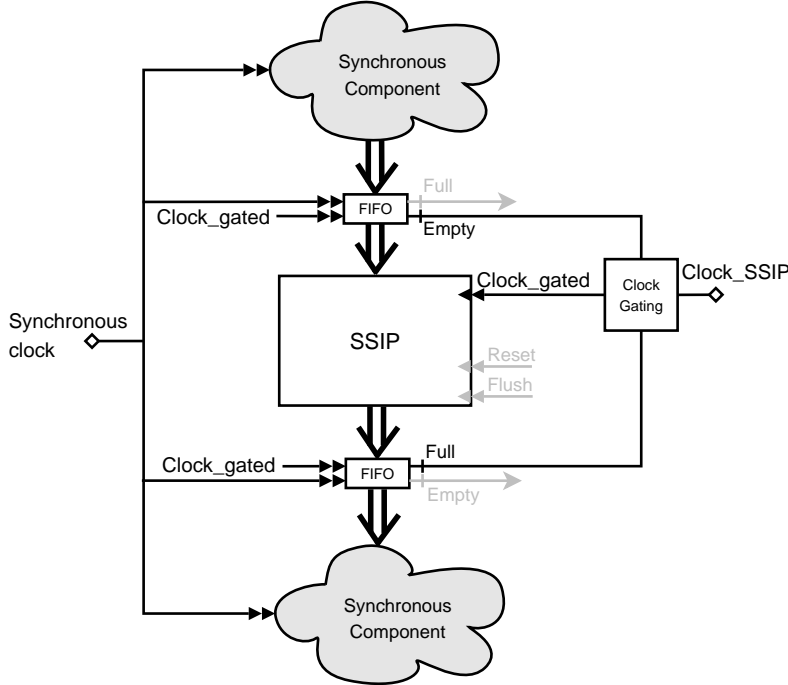 Synchronous
Component
Full
FIFO
Clock_gated
Empty
Clock_gated
Clock_SSIP
Clock
Gating
Synchronous
clock
SSIP
Reset
Flush
Full
Clock_gated
FIFO
Empty
Synchronous
Component